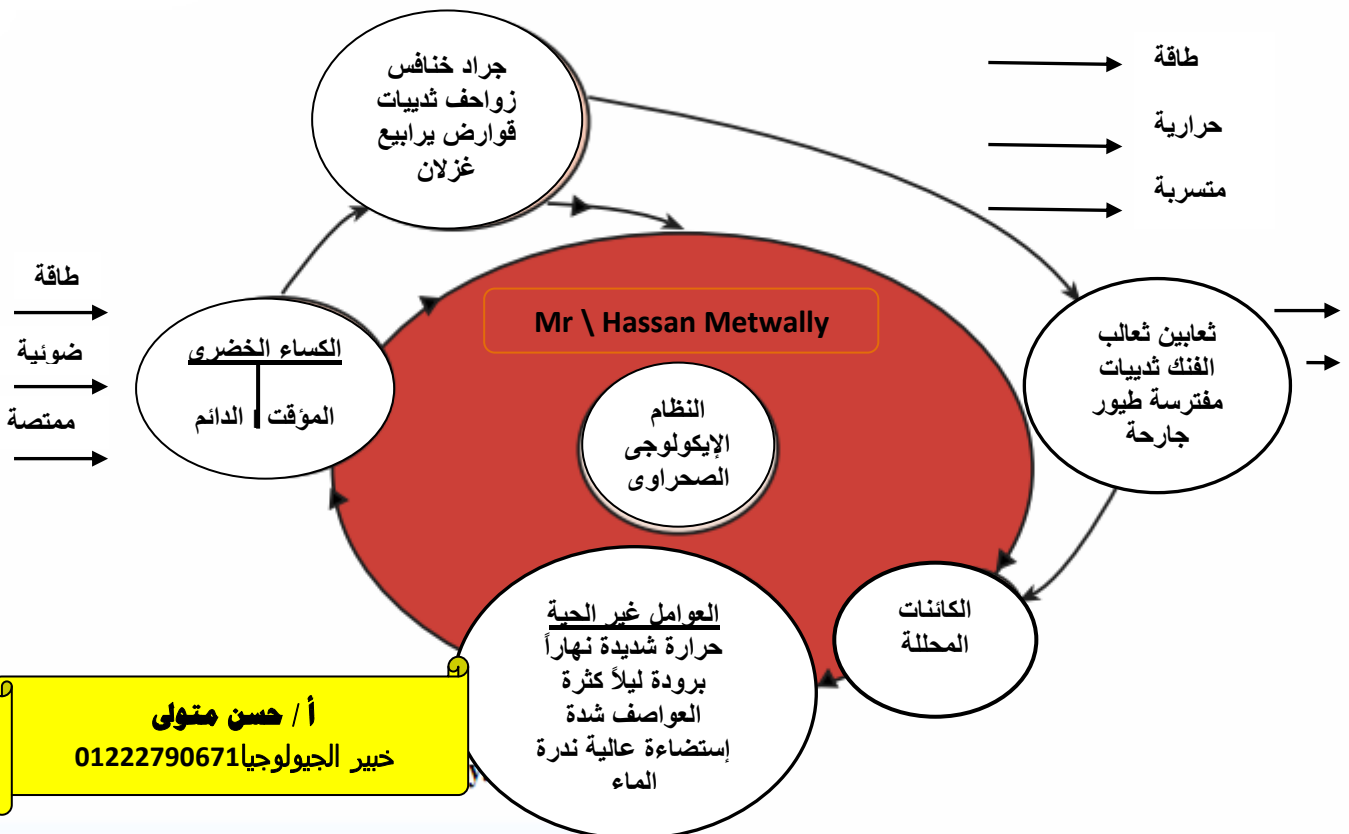 جراد خنافس
زواحف ثدييات
قوارض يرابيع
غزلان
طاقة
حرارية
متسربة
طاقة
ضوئية
ممتصة
الكساء الخضرى
المؤقت الدائم
Mr \ Hassan Metwally
النظام
الإيكولوجى
الصحراوى
ثعابين ثعالب
الفنك ثدييات
مفترسة طيور
جارحة
الكائنات
المحللة
العوامل غير الحية
حرارة شديدة نهاراً
برودة ليلاً كثرة
العواصف شدة
إستضاءة عالية ندرة
الماء
أ / حسن متولى
خبير الجيولوجيا01222790671